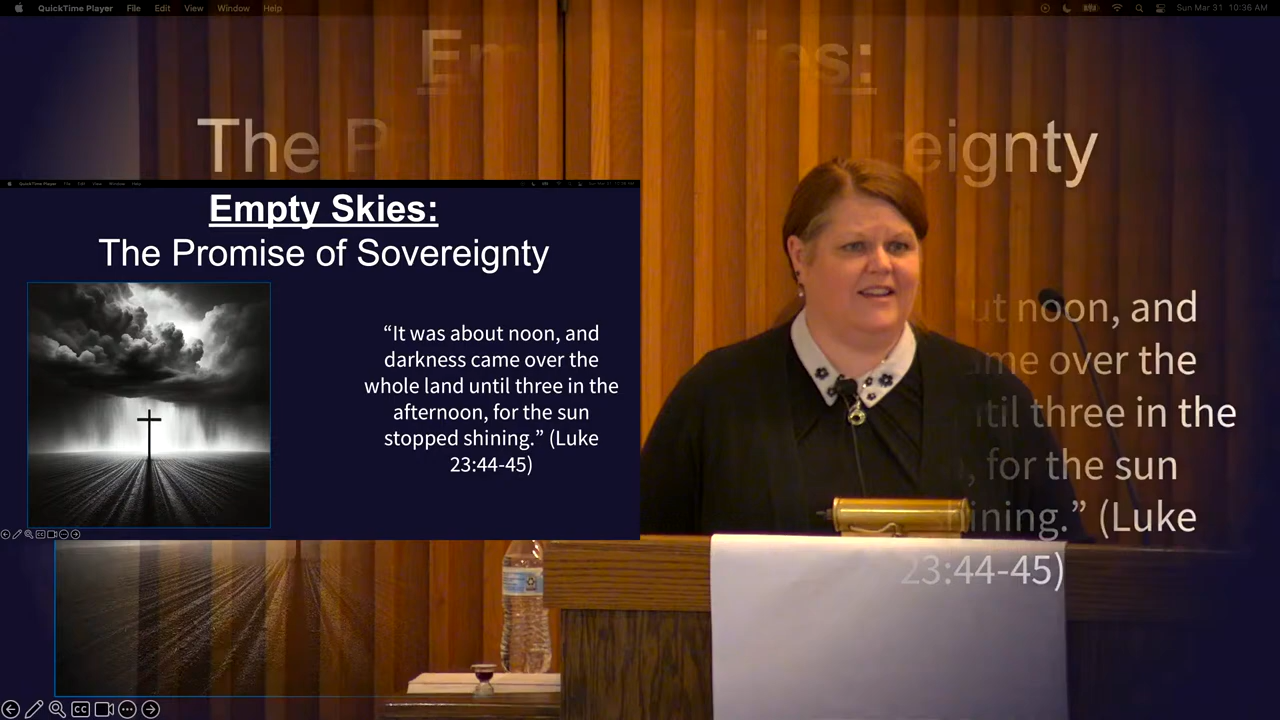 QuickTime Player File Edit View Window Help
Sun Mar 31 10:36 AM
The P
eignty
Empty Skies:
The Promise of Sovereignty
“It was about noon, and
darkness came over the
whole land until three in the
afternoon, for the sun
stopped shining.” (Luke
23:44-45)
ut noon, and
me over the
til three in the
, for the sun
ining.” (Luke
23:44-45)
CC